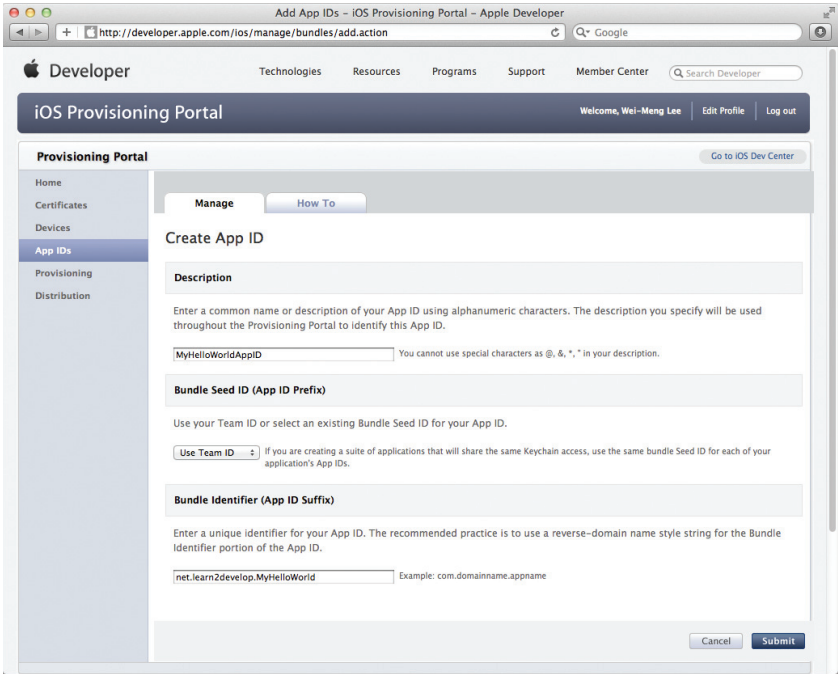 Add App IDs – iOS Provisioning Portal – Apple Developer
http://developer.apple.com/ios/manage/bundles/add.action
Google
Developer
Technologies
Resources
Programs
Support
Member Center
Search Developer
iOS Provisioning Portal
Welcome, Wei-Meng Lee
Edit Profile
Log out
Provisioning Portal
Go to iOS Dev Center
Home
Certificates
Devices
App IDs
Provisioning
Distribution
Manage
How To
Create App ID
Description
Enter a common name or description of your App ID using alphanumeric characters. The description you specify will be used
throughout the Provisioning Portal to identify this App ID.
MyHelloWorldAppID
You cannot use special characters as @, &, *, " in your description.
Bundle Seed ID (App ID Prefix)
Use your Team ID or select an existing Bundle Seed ID for your App ID.
Use Team ID
If you are creating a suite of applications that will share the same Keychain access, use the same bundle Seed ID for each of your
application's App IDs.
Bundle Identifier (App ID Suffix)
Enter a unique identifier for your App ID. The recommended practice is to use a reverse-domain name style string for the Bundle
Identifier portion of the App ID.
net.learn2develop.MyHelloWorld
Example: com.domainname.appname
Cancel
Submit